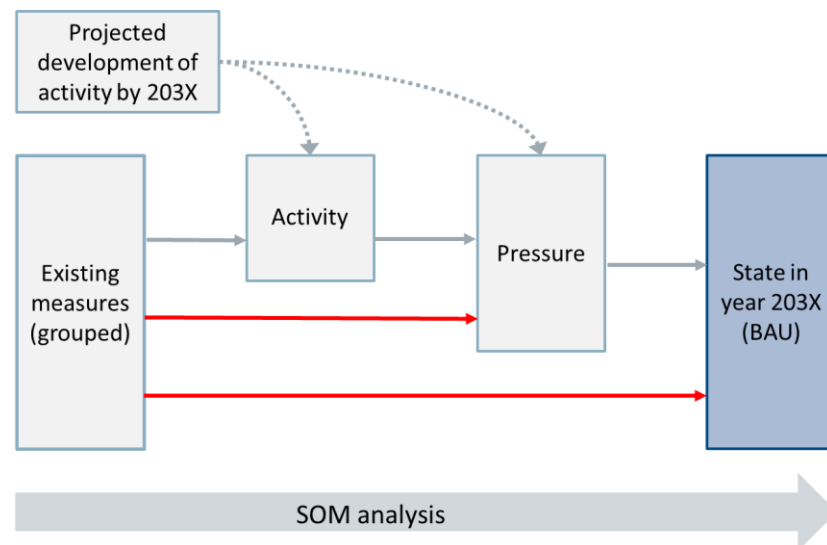 Projected
development of
activity by 203X
Activity
Pressure
Existing
measures
(grouped)
State in
year 203X
(BAU)
SOM analysis